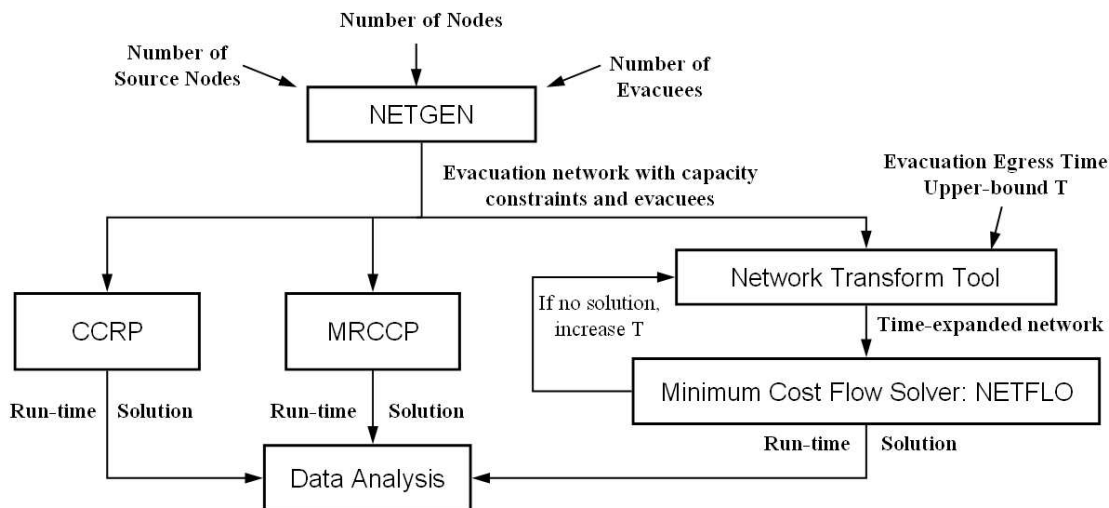 Number of Nodes
Number of
Source Nodes
Number of
Evacuees
NETGEN
Evacuation network with capacity
constraints and evacuees
Evacuation Egress Time
Upper-bound T
Network Transform Tool
If no solution,
increase T
Time-expanded network
CCRP
MRCCP
Minimum Cost Flow Solver: NETFLO
Run-time Solution
Run-time Solution
Run-time Solution
Data Analysis